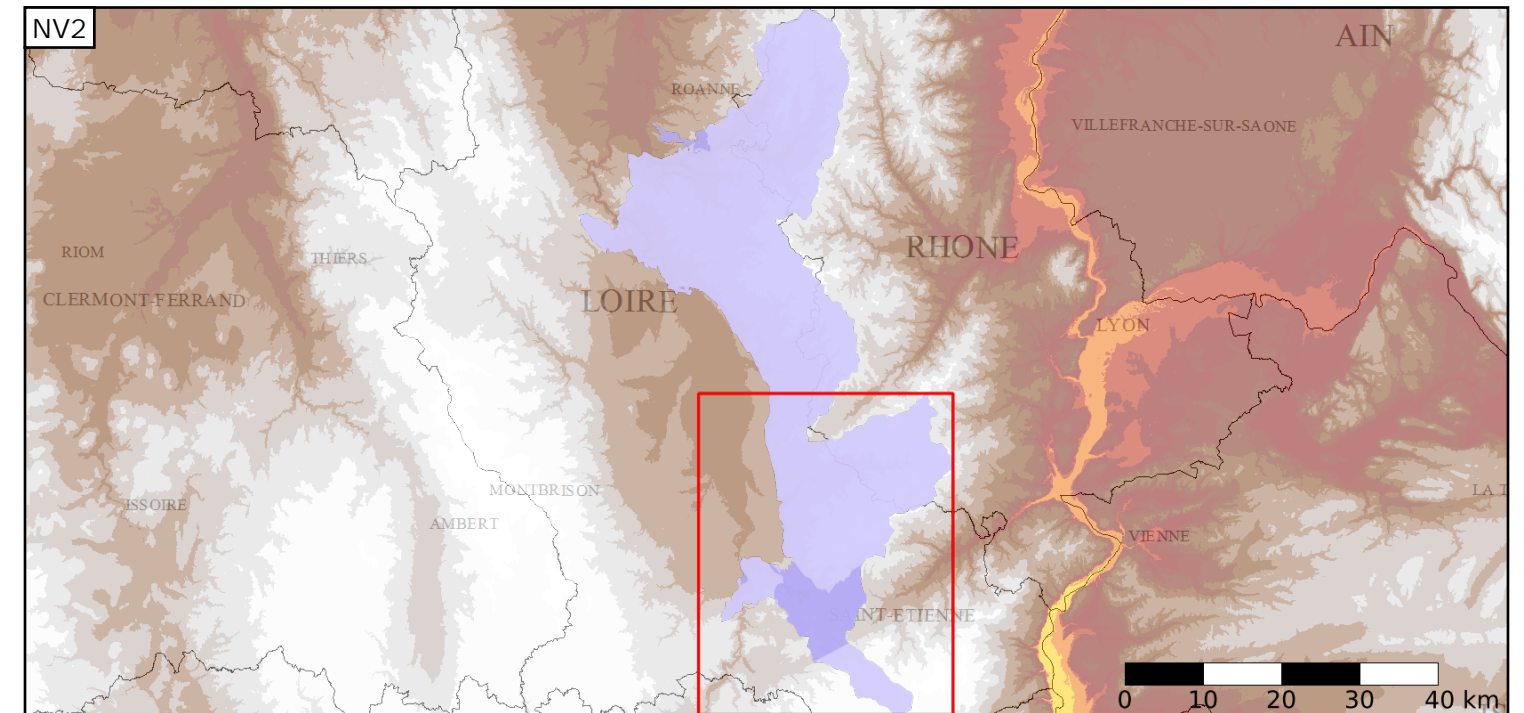 NV2
AIN
ROANNE
VILLEFRANCHE-SUR-SAONE
RIOM
THIERS
RHONE
CLERMONT-FERRAND
LOIRE
LYON
ISSOIRE
MONTBRISON
AMBERT
LA T
VIENNE
SAINT-ETIENNE
0 10 20 30 40 km